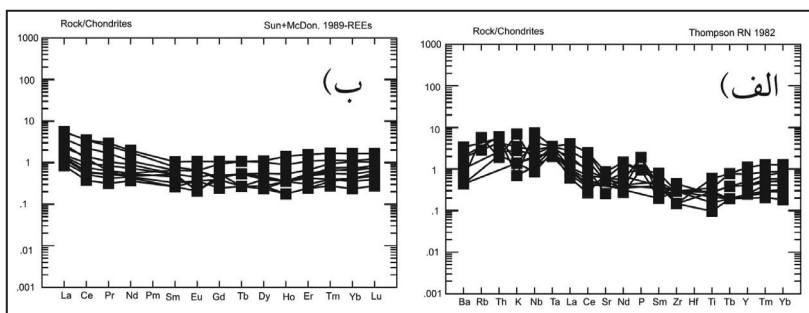 Rock/Chondrites Sun+McDon. 1989-REEs
ب)
1000
100
10
1
.1
.01
.001
La Ce Pr Nd Pm Sm Eu Gd Tb Dy Ho Er Tm Yb Lu
Rock/Chondrites Thompson RN 1982
الف)
1000
100
10
1
.1
.01
.001
Ba Rb Th K Nb Ta La Ce Sr Nd P Sm Zr Hf Ti Tb Y Tm Yb